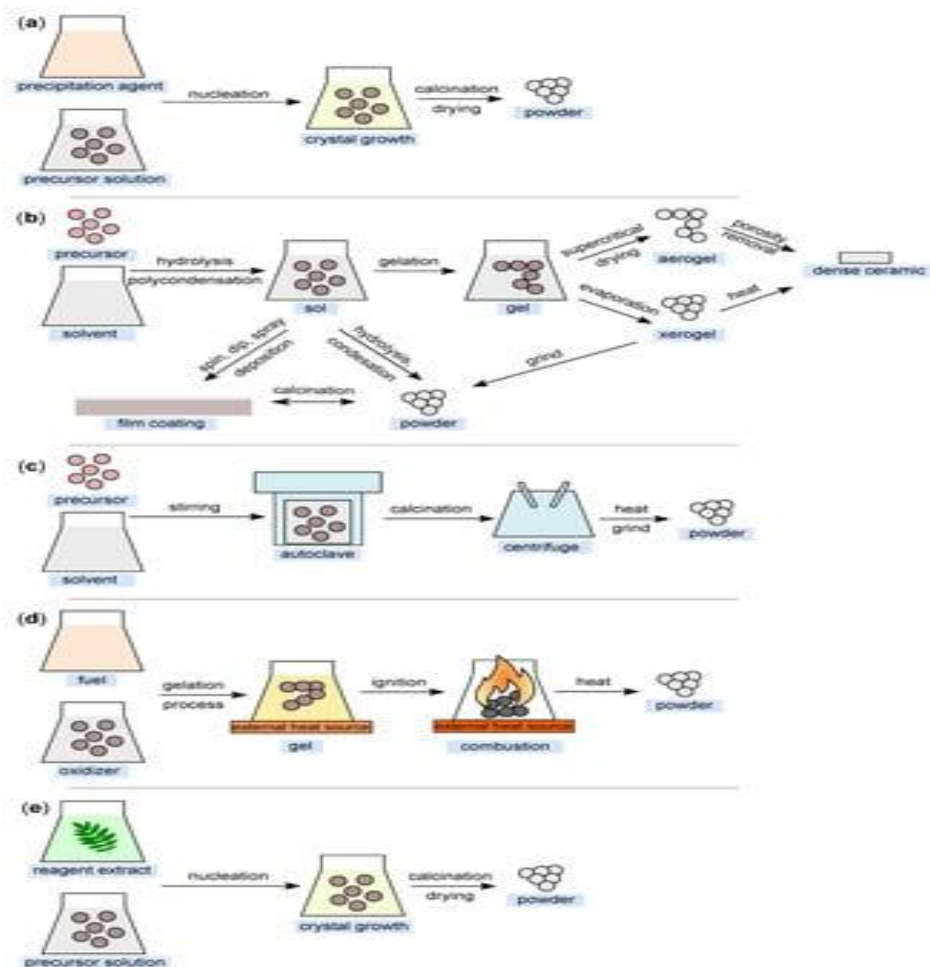 (a)
precipitation agent
nucleation
calcination
drying
powder
crystal growth
precursor solution
(b)
precursor
hydrolysis
polycondensation
solvent
sol
gelation
gel
supercritical
drying
aerogel
porosity
removal
dense ceramic
evaporation
xerogel
heat
spin, dip, spray
deposition
hydrolysis,
condesation
grind
calcination
film coating
powder
(c)
precursor
stirring
autoclave
calcination
centrifuge
heat
grind
powder
solvent
(d)
fuel
gelation
process
external heat source
gel
ignition
external heat source
combustion
heat
powder
oxidizer
(e)
reagent extract
nucleation
calcination
drying
powder
crystal growth
precursor solution